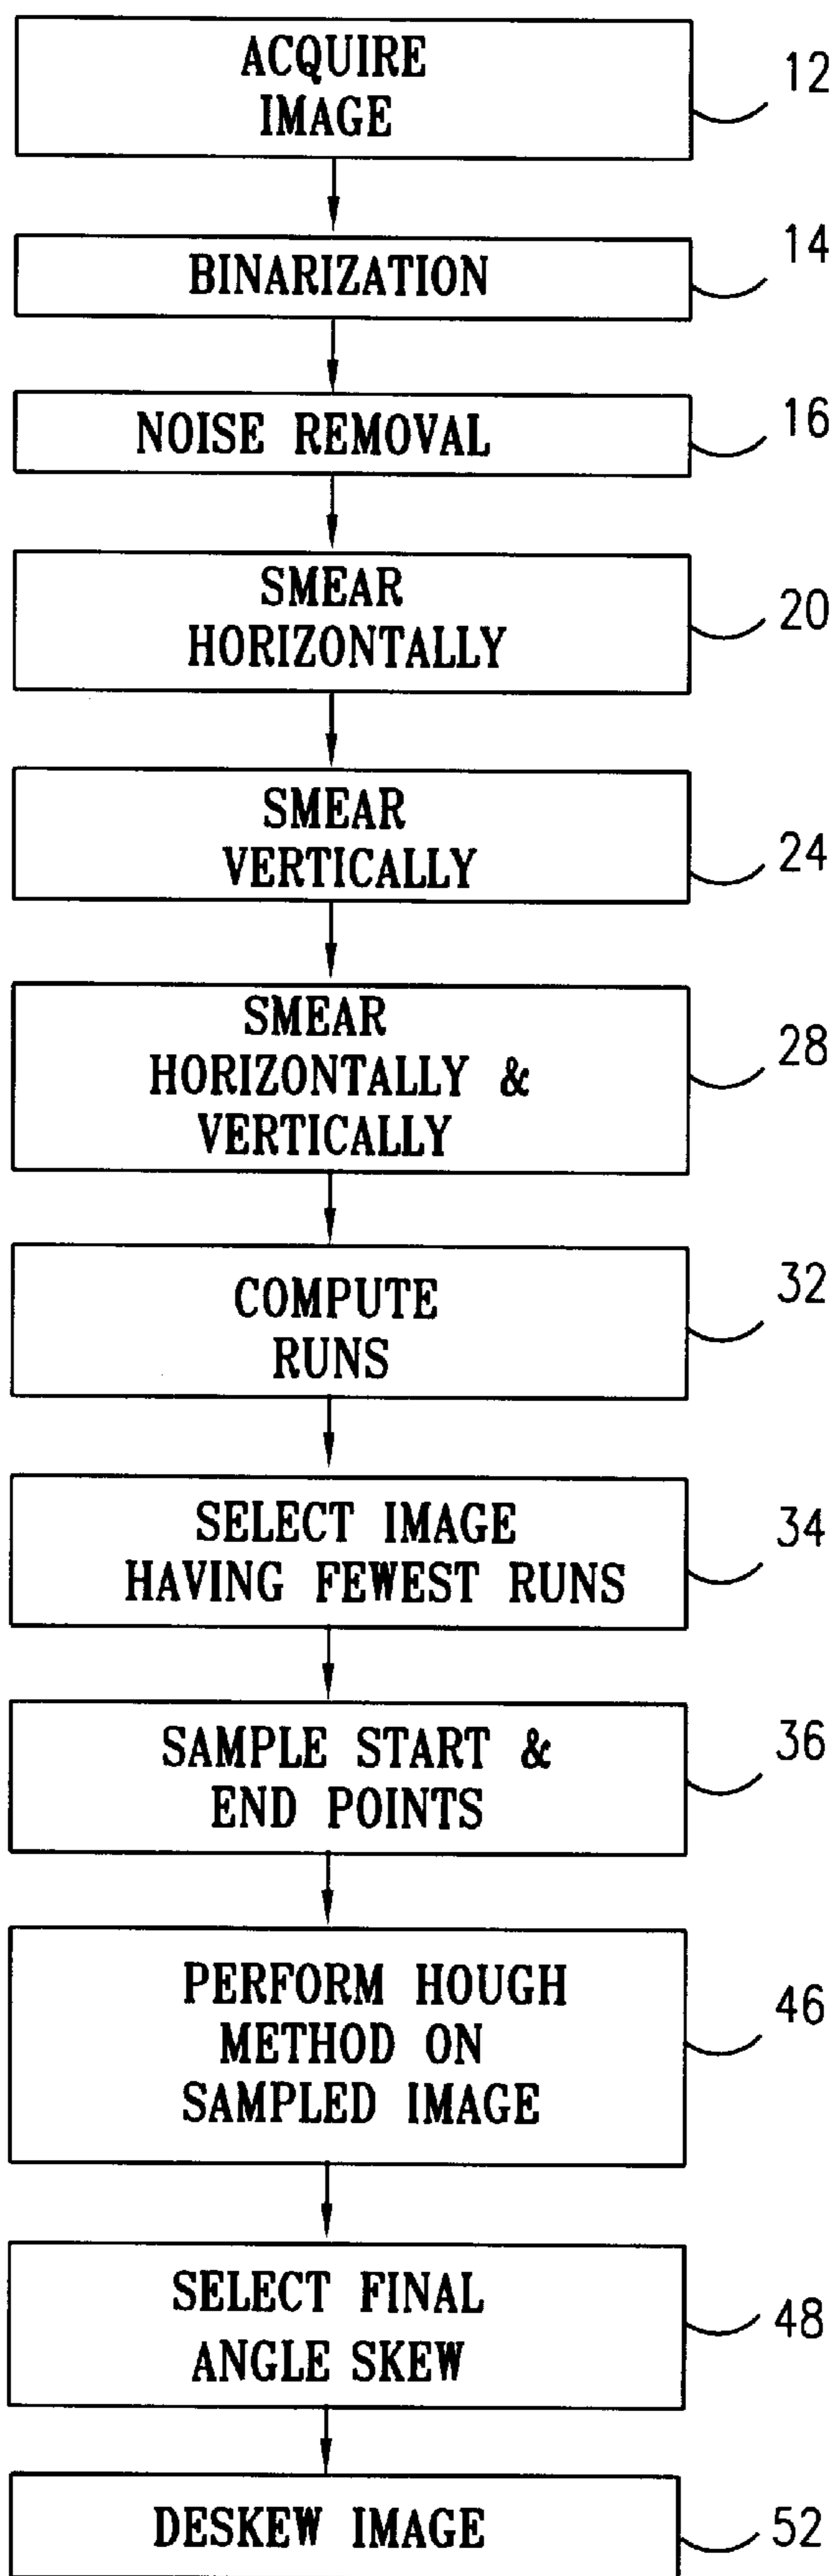 ACQUIRE
IMAGE
12
BINARIZATION
14
NOISE REMOVAL
16
SMEAR
HORIZONTALLY
20
SMEAR
VERTICALLY
24
SMEAR
HORIZONTALLY &
VERTICALLY
28
COMPUTE
RUNS
32
SELECT IMAGE
HAVING FEWEST RUNS
34
SAMPLE START &
END POINTS
36
PERFORM HOUGH
METHOD ON
SAMPLED IMAGE
46
SELECT FINAL
ANGLE SKEW
48
DESKEW IMAGE
52